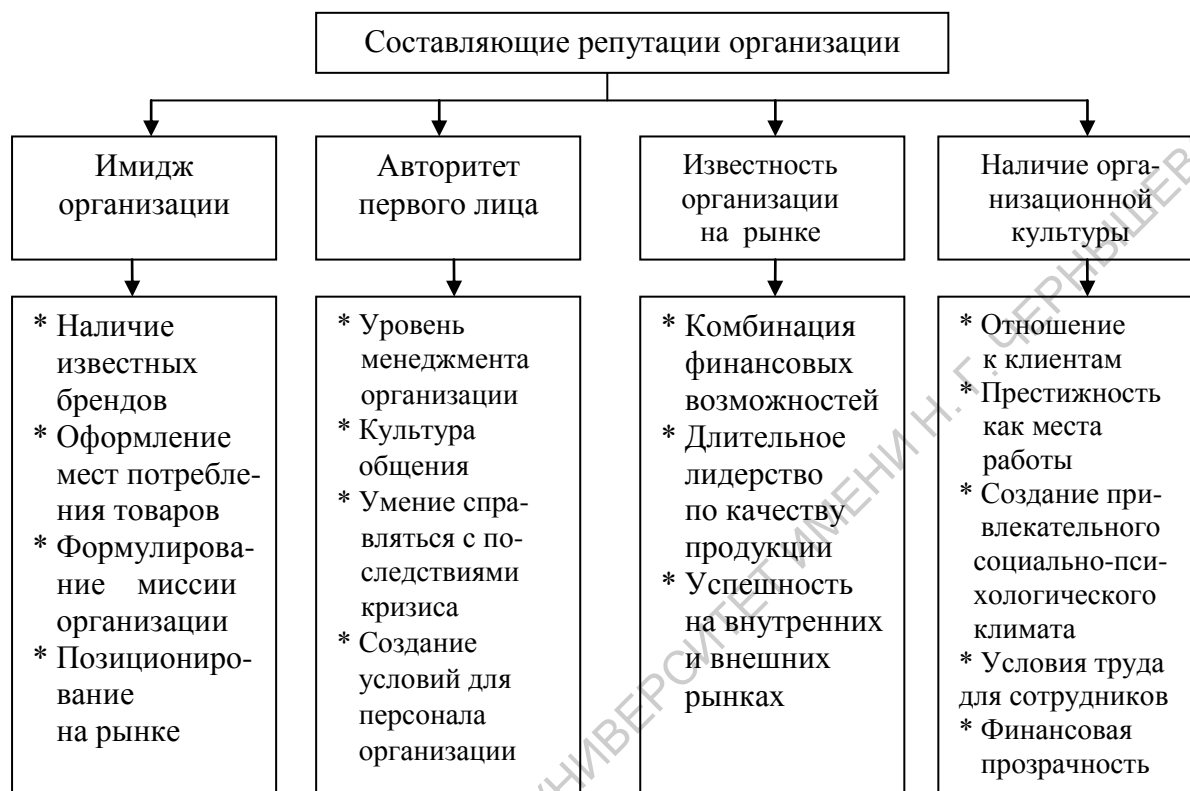 Составляющие репутации организации
Имидж
организации
Авторитет
первого лица
Известность
организации
на рынке
Наличие орга-
низационной
культуры
* Наличие
известных
брендов
* Оформление
мест потребле-
ния товаров
* Формулирова-
ние миссии
организации
* Позициониро-
вание
на рынке
* Уровень
менеджмента
организации
* Культура
общения
* Умение спра-
вляться с по-
следствиями
кризиса
* Создание
условий для
персонала
организации
* Комбинация
финансовых
возможностей
* Длительное
лидерство
по качеству
продукции
* Успешность
на внутренних
и внешних
рынках
* Отношение
к клиентам
* Престижность
как места
работы
* Создание при-
влекательного
социально-пси-
хологического
климата
* Условия труда
для сотрудников
* Финансовая
прозрачность
УНИВЕРСИТЕТ ИМЕНИ Н. Г. ЧЕРНЫШЕВ